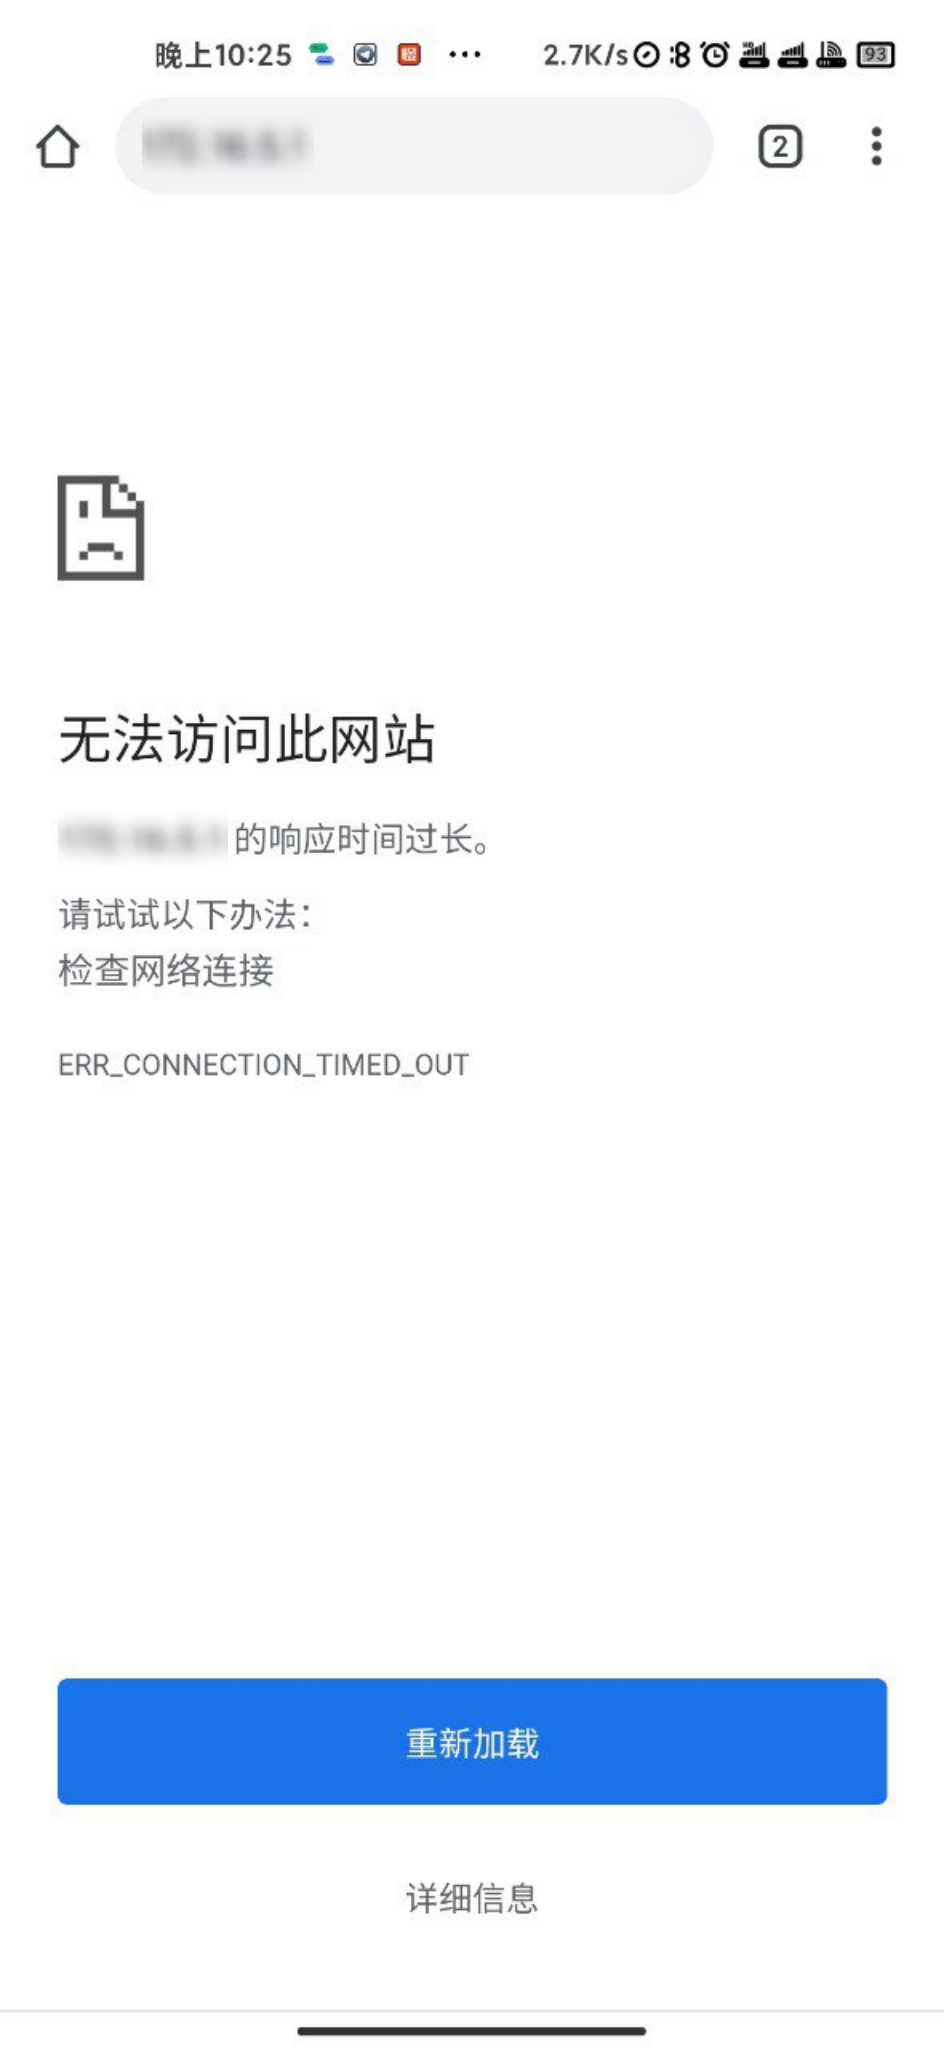 晚上10:25
2.7K/s
93
2
无法访问此网站
的响应时间过长。
请试试以下办法：
检查网络连接
ERR_CONNECTION_TIMED_OUT
重新加载
详细信息